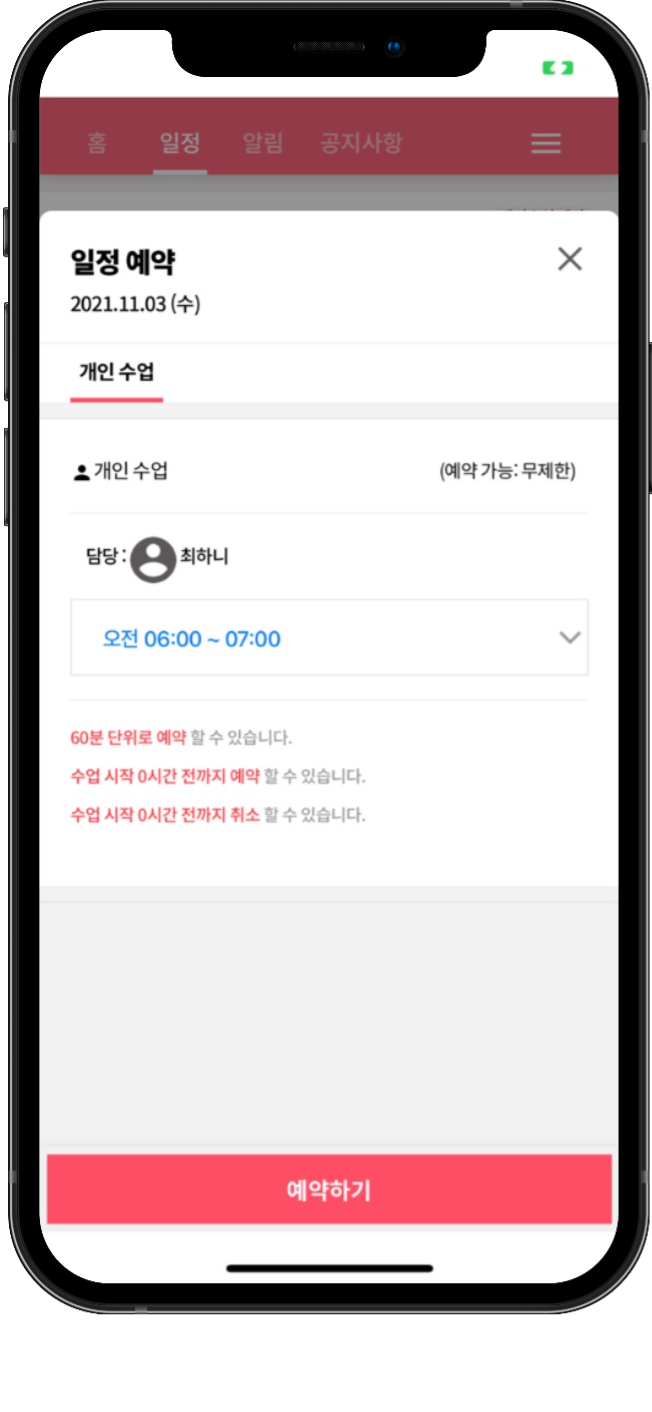 홈 일정 알림 공지사항
일정 예약
2021.11.03 (수)
개인 수업
개인 수업 (예약 가능: 무제한)
담당 : 최하니
오전 06:00 ~ 07:00
60분 단위로 예약 할 수 있습니다.
수업 시작 0시간 전까지 예약 할 수 있습니다.
수업 시작 0시간 전까지 취소 할 수 있습니다.
예약하기